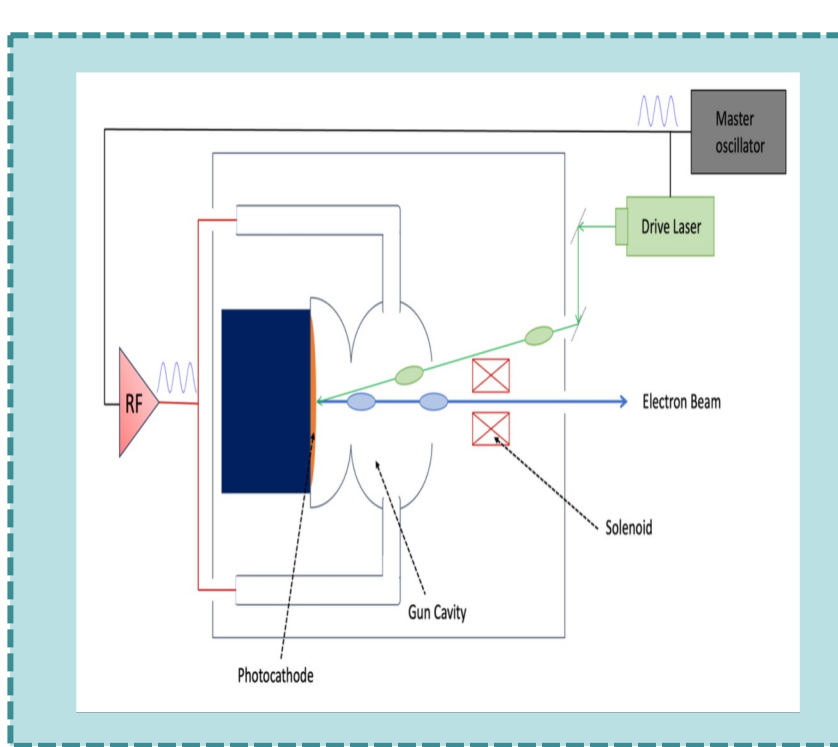 Master
oscillator
Drive Laser
RF
Electron Beam
Solenoid
Gun Cavity
Photocathode